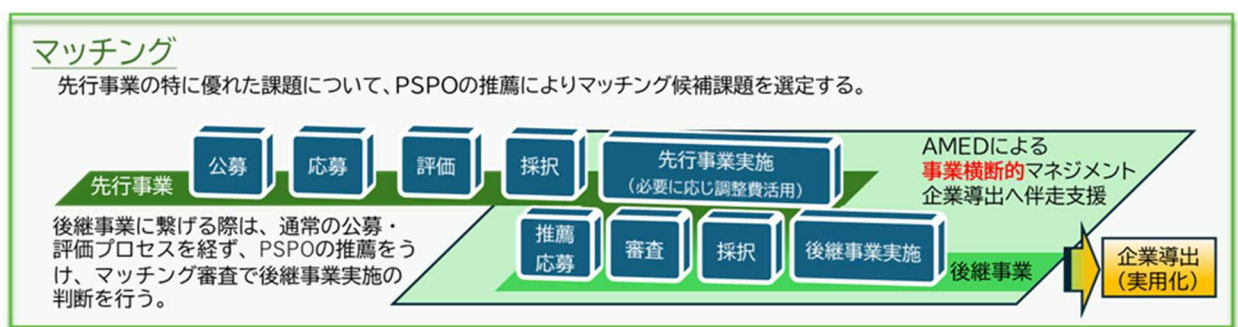 マッチング
先行事業の特に優れた課題について、PSPOの推薦によりマッチング候補課題を選定する。
公募
応募
評価
採択
先行事業実施
（必要に応じ調整費活用）
先行事業
AMEDによる
事業横断的マネジメント
企業導出へ伴走支援
後継事業に繋げる際は、通常の公募・
評価プロセスを経ず、PSPOの推薦をう
け、マッチング審査で後継事業実施の
判断を行う。
推薦
応募
審査
採択
後継事業実施
後継事業
企業導出
（実用化）